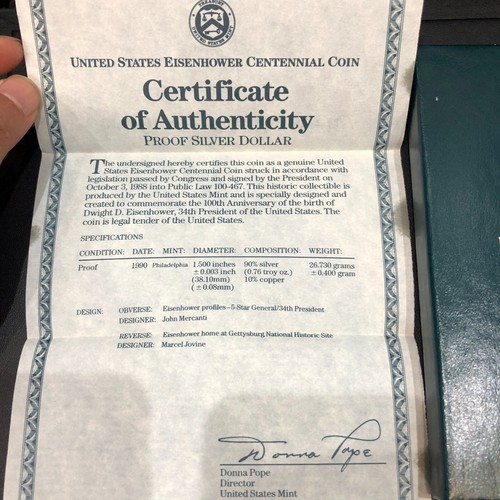 UNITED STATES EISENHOWER CENTENNIAL COIN
Certificate
of Authenticity
PROOF SILVER DOLLAR
The undersigned hereby certifies this coin as a genuine United
States Eisenhower Centennial Coin struck in accordance with
legislation passed by Congress and signed by the President on
October 3, 1988 into Public Law 100-467. This historic collectible is
produced by the United States Mint and is specially designed and
created to commemorate the 100th Anniversary of the birth of
Dwight D. Eisenhower, 34th President of the United States. The
coin is legal tender of the United States.
SPECIFICATIONS
CONDITION: DATE: MINT: DIAMETER: COMPOSITION: WEIGHT:
Proof 1990 Philadelphia 1.500 inches 90% silver 26.730 grams
± 0.003 inch (0.76 troy oz.) ± 0.400 gram
(38.10mm) 10% copper
(± 0.08mm)
DESIGN: OBVERSE: Eisenhower profiles–5-Star General/34th President
DESIGNER: John Mercanti
REVERSE: Eisenhower home at Gettysburg National Historic Site
DESIGNER: Marcel Jovine
Donna Pope
Donna Pope
Director
United States Mint